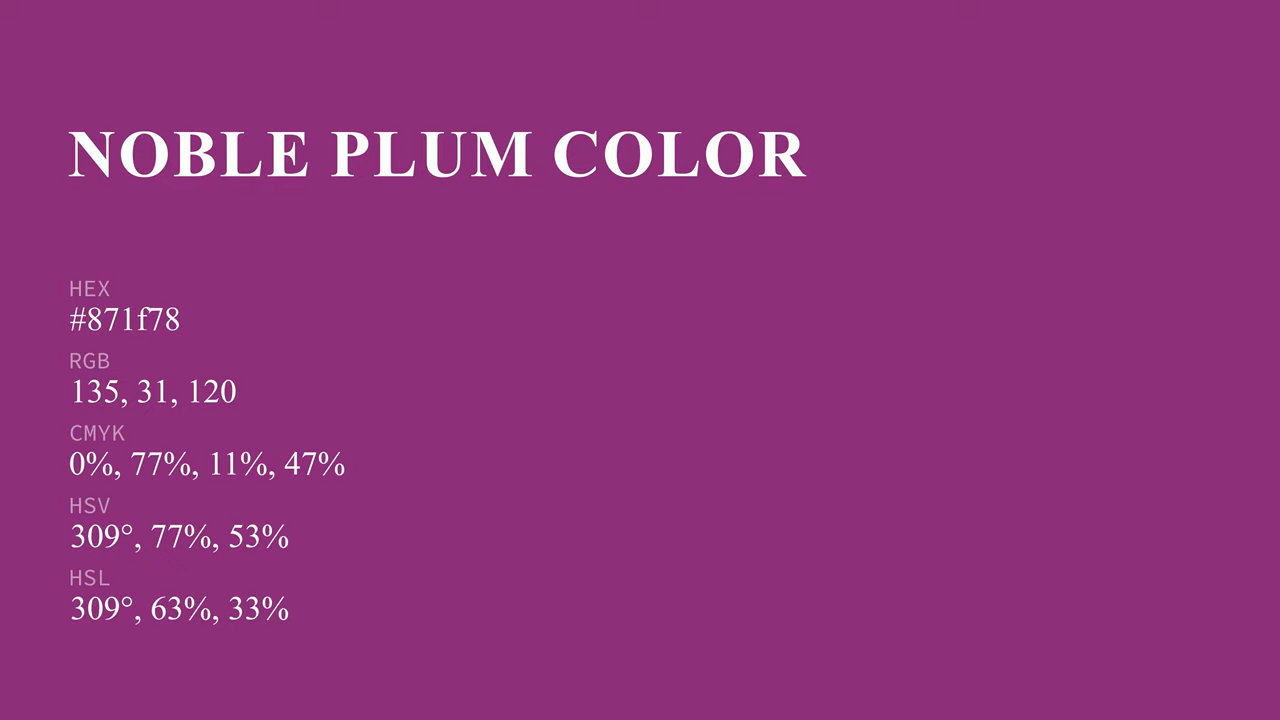 NOBLE PLUM COLOR
HEX
#871f78
RGB
135, 31, 120
CMYK
0%, 77%, 11%, 47%
HSV
309°, 77%, 53%
HSL
309°, 63%, 33%